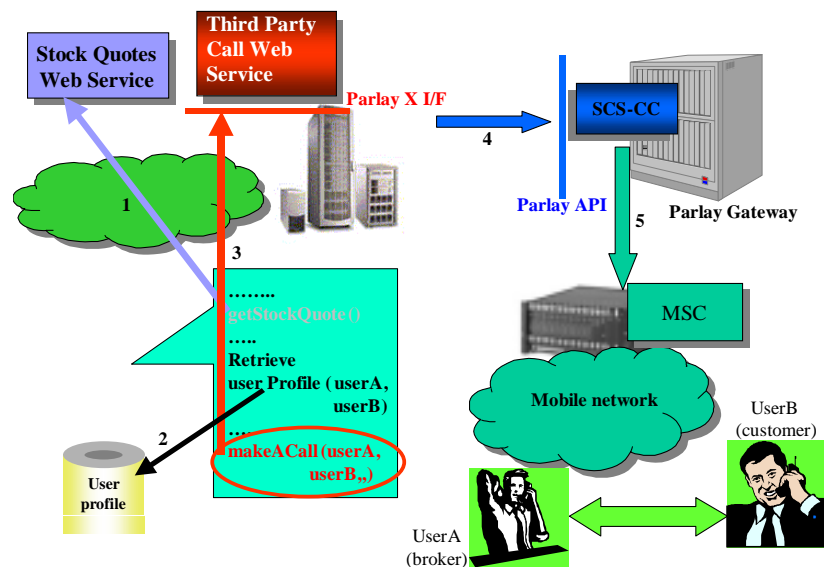 Stock Quotes
Web Service
Third Party
Call Web
Service
Parlay X I/F
4
SCS-CC
Parlay API
Parlay Gateway
1
3
5
MSC
……..
getStockQuote()
…..
Retrieve
user Profile (userA,
userB)
….
makeACall(userA,
userB,,)
2
User
profile
Mobile network
UserB
(customer)
UserA
(broker)